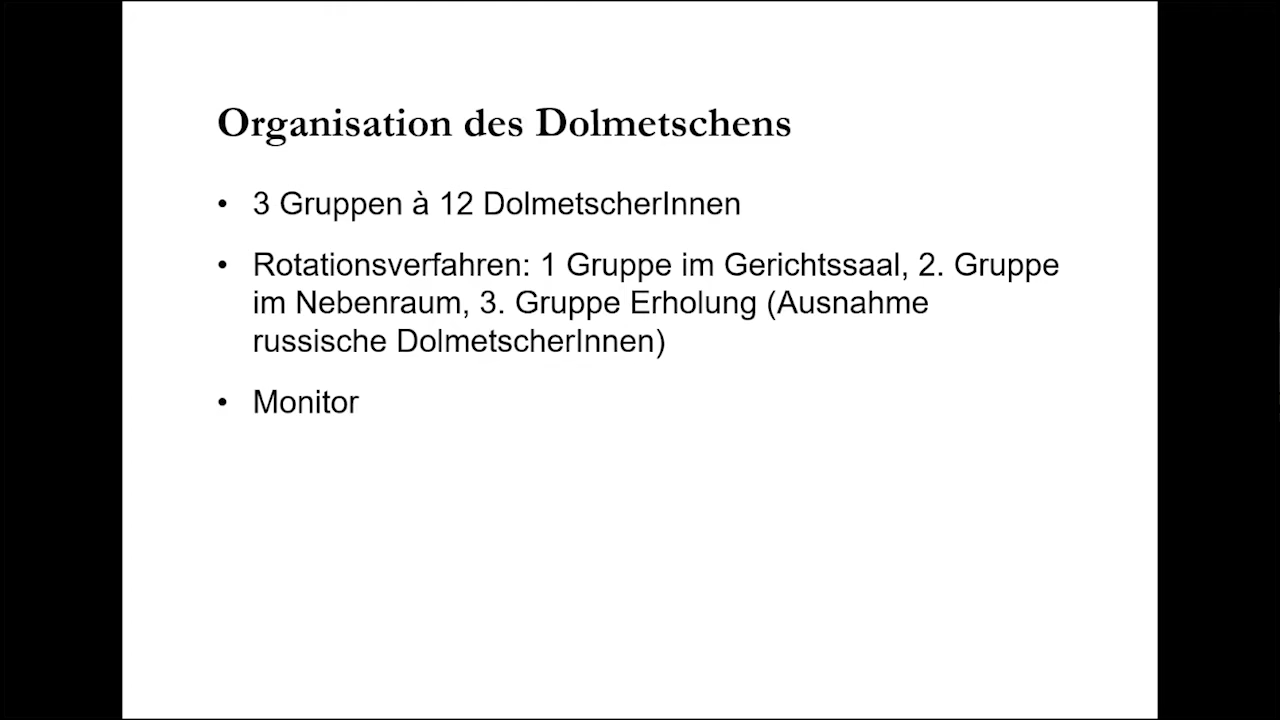 Organisation des Dolmetschens
• 3 Gruppen à 12 DolmetscherInnen
• Rotationsverfahren: 1 Gruppe im Gerichtssaal, 2. Gruppe
im Nebenraum, 3. Gruppe Erholung (Ausnahme
russische DolmetscherInnen)
• Monitor